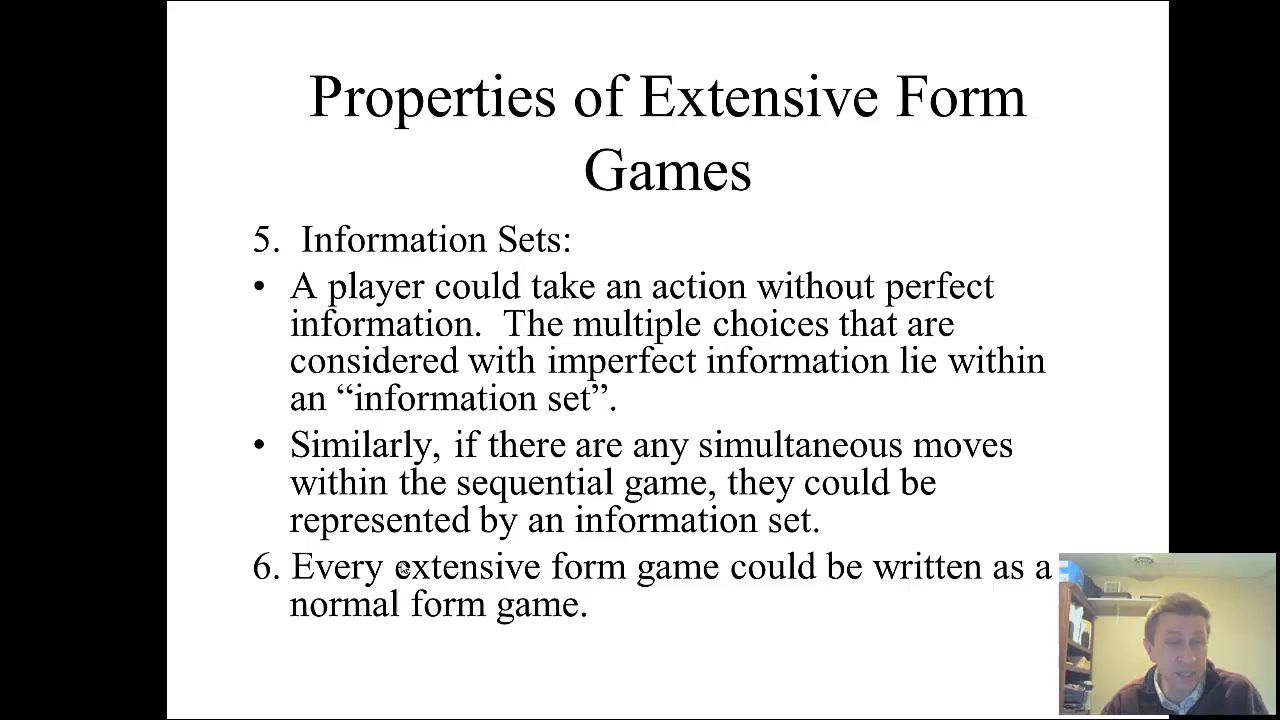 Properties of Extensive Form
Games
5. Information Sets:
• A player could take an action without perfect
information. The multiple choices that are
considered with imperfect information lie within
an “information set”.
• Similarly, if there are any simultaneous moves
within the sequential game, they could be
represented by an information set.
6. Every extensive form game could be written as a
normal form game.